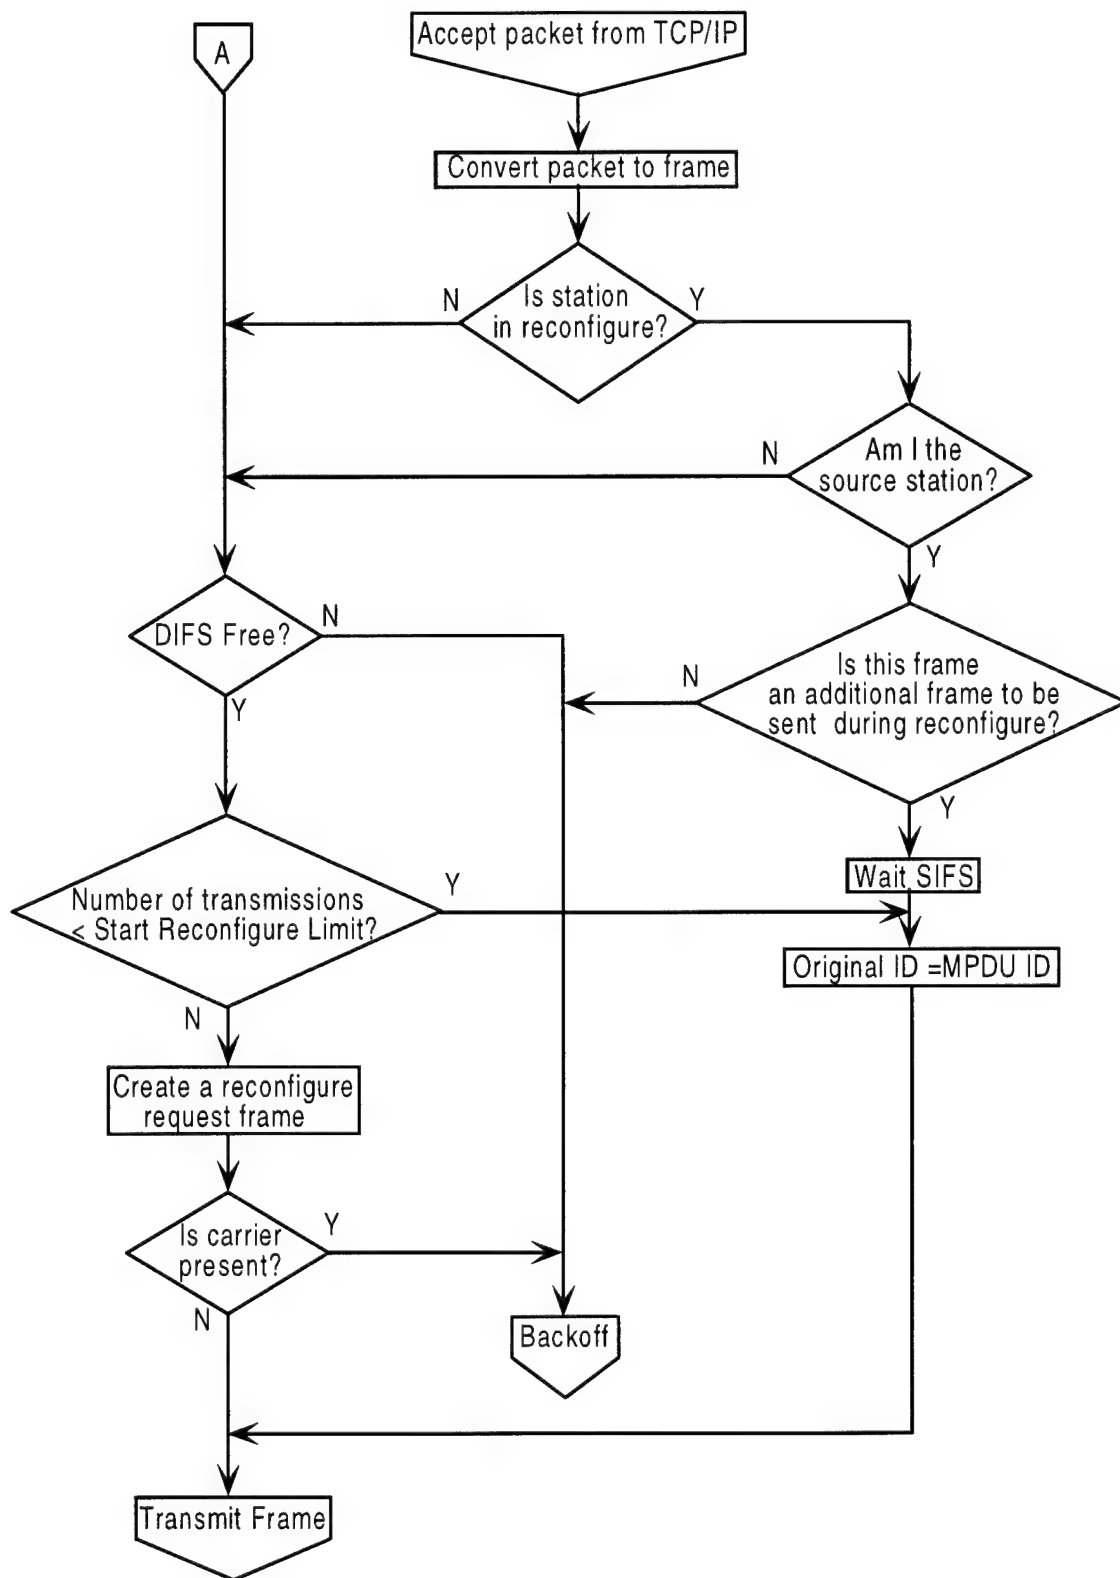 A
Accept packet from TCP/IP
Convert packet to frame
N
Is station
in reconfigure?
Y
N
Am I the
source station?
Y
DIFS Free?
N
Y
N
Is this frame
an additional frame to be
sent during reconfigure?
Y
Wait SIFS
Number of transmissions
< Start Reconfigure Limit?
Y
N
Original ID =MPDU ID
Create a reconfigure
request frame
Is carrier
present?
Y
N
Backoff
Transmit Frame